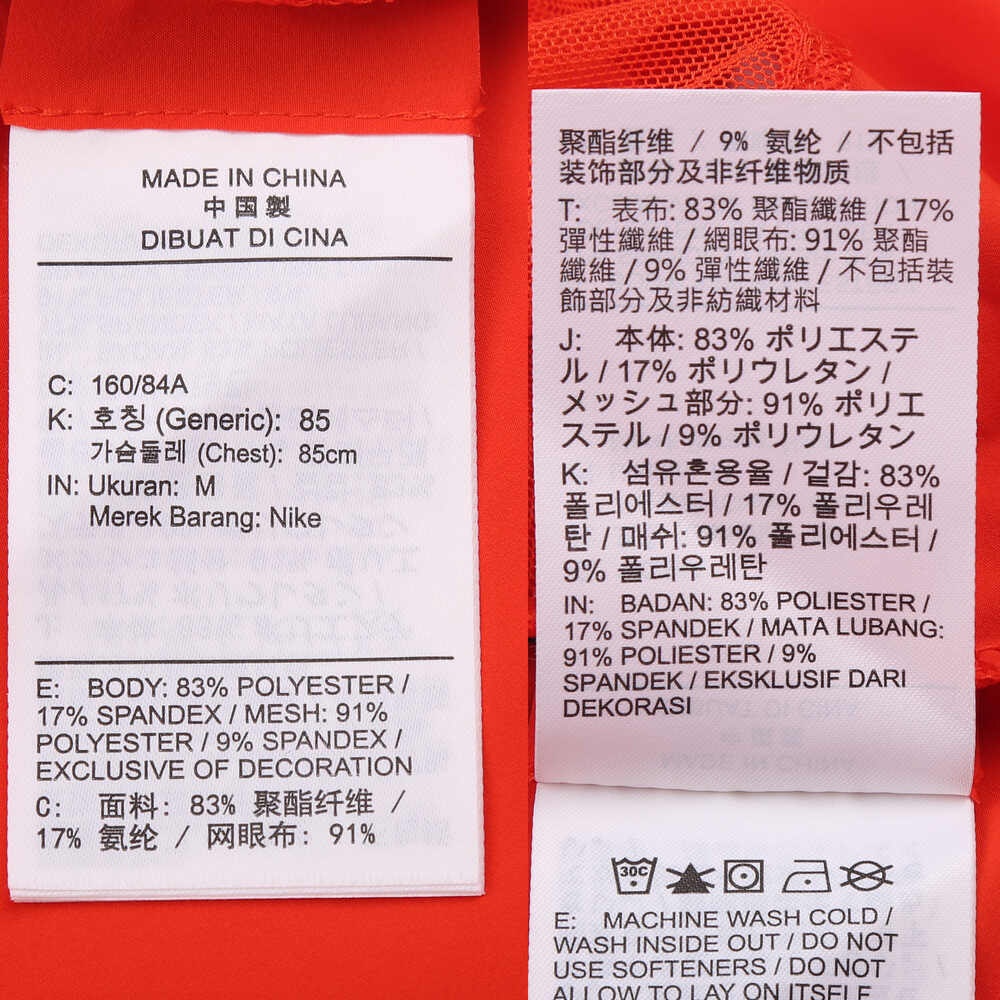 MADE IN CHINA
中国製
DIBUAT DI CINA
C: 160/84A
K: 호칭 (Generic): 85
가슴둘레 (Chest): 85cm
IN: Ukuran: M
Merek Barang: Nike
E: BODY: 83% POLYESTER /
17% SPANDEX / MESH: 91%
POLYESTER / 9% SPANDEX /
EXCLUSIVE OF DECORATION
C: 面料: 83% 聚酯纤维 /
17% 氨纶 / 网眼布: 91%
聚酯纤维 / 9% 氨纶 / 不包括
装饰部分及非纤维物质
T: 表布: 83% 聚酯纖維 / 17%
彈性纖維 / 網眼布: 91% 聚酯
纖維 / 9% 彈性纖維 / 不包括裝
飾部分及非紡織材料
J: 本体: 83% ポリエステ
ル / 17% ポリウレタン /
メッシュ部分: 91% ポリエ
ステル / 9% ポリウレタン
K: 섬유혼용율 / 겉감: 83%
폴리에스터 / 17% 폴리우레
탄 / 매쉬: 91% 폴리에스터 /
9% 폴리우레탄
IN: BADAN: 83% POLIESTER /
17% SPANDEK / MATA LUBANG:
91% POLIESTER / 9%
SPANDEK / EKSKLUSIF DARI
DEKORASI
30C
E: MACHINE WASH COLD /
WASH INSIDE OUT / DO NOT
USE SOFTENERS / DO NOT
ALLOW TO LAY ON ITSELF